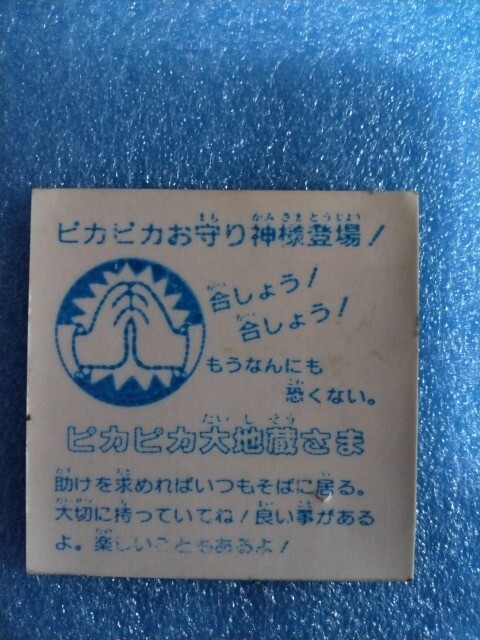 ピカピカお守り神様登場!
合しょう!
合しょう!
もうなんにも
恐くない。
ピカピカ大地蔵さま
助けを求めればいつもそばに居る。
大切に持っていてね!良い事がある
よ。楽しいこともあるよ!